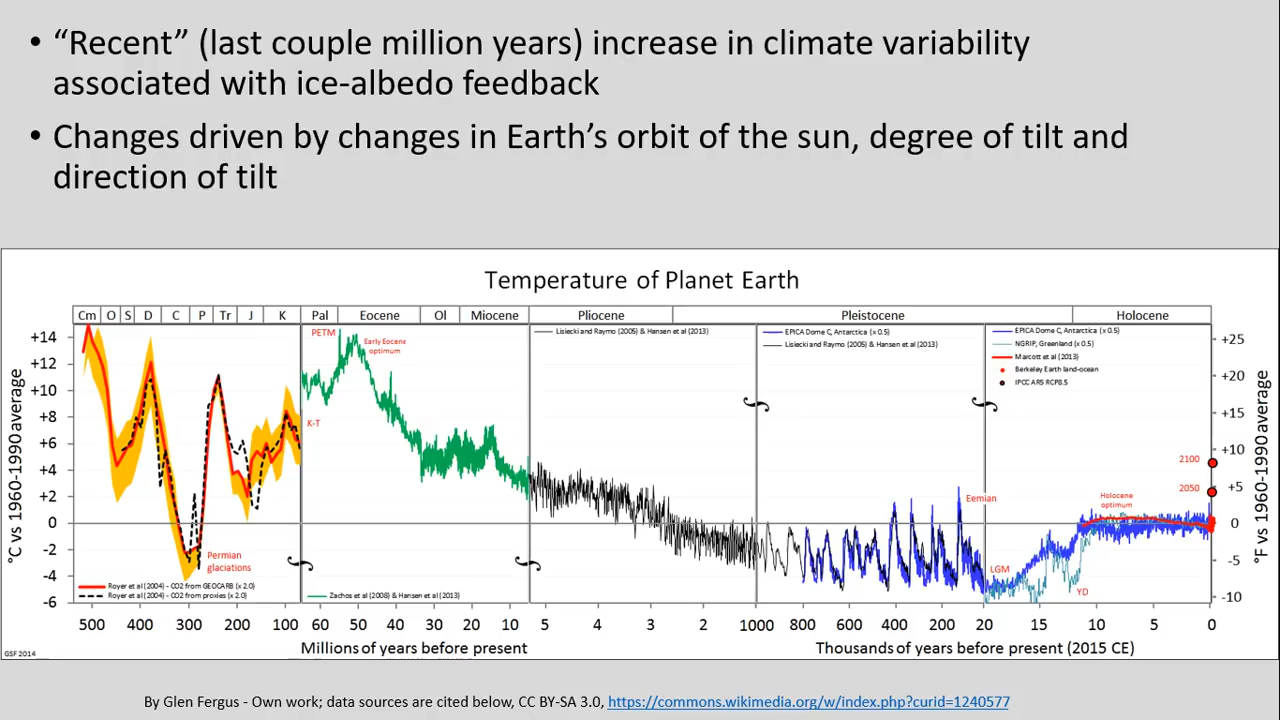 • “Recent” (last couple million years) increase in climate variability
associated with ice-albedo feedback
• Changes driven by changes in Earth’s orbit of the sun, degree of tilt and
direction of tilt
Temperature of Planet Earth
Cm O S D C P Tr J K Pal Eocene Ol Miocene Pliocene Pleistocene Holocene
+14
+12
+10
+8
+6
+4
+2
0
-2
-4
-6
°C vs 1960-1990 average
PETM
Early Eocene
optimum
K-T
Permian
glaciations
Royer et al (2004) - CO2 from GEOCARB (x 2.0)
Royer et al (2004) - CO2 from proxies (x 2.0)
Zachos et al (2008) & Hansen et al (2013)
Lisiecki and Raymo (2005) & Hansen et al (2013)
EPICA Dome C, Antarctica (x 0.5)
Lisiecki and Raymo (2005) & Hansen et al (2013)
Eemian
EPICA Dome C, Antarctica (x 0.5)
NGRIP, Greenland (x 0.5)
Marcott et al (2013)
Berkeley Earth land-ocean
IPCC AR5 RCP8.5
2100
2050
Holocene
optimum
LGM
YD
+25
+20
+15
+10
+5
0
-5
-10
°F vs 1960-1990 average
500 400 300 200 100 60 50 40 30 20 10 5 4 3 2 1000 800 600 400 200 20 15 10 5 0
Millions of years before present
Thousands of years before present (2015 CE)
GSF 2014
By Glen Fergus - Own work; data sources are cited below, CC BY-SA 3.0, https://commons.wikimedia.org/w/index.php?curid=1240577